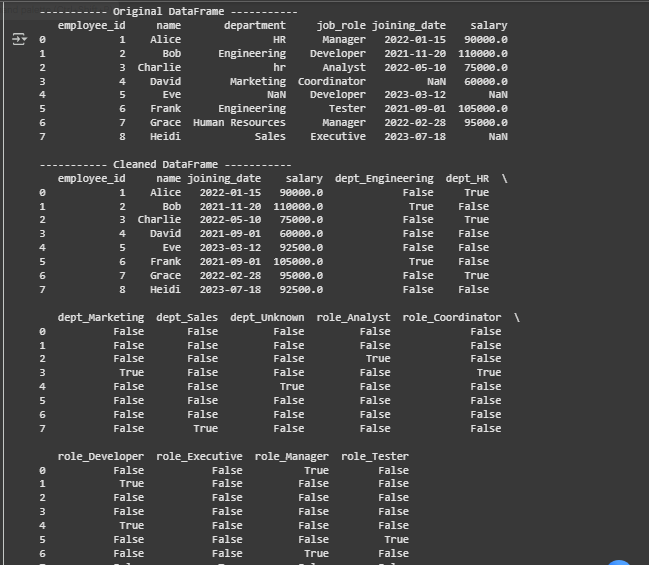 ----------- Original DataFrame -----------
employee_id name department job_role joining_date salary
0 1 Alice HR Manager 2022-01-15 90000.0
1 2 Bob Engineering Developer 2021-11-20 110000.0
2 3 Charlie hr Analyst 2022-05-10 75000.0
3 4 David Marketing Coordinator NaN 60000.0
4 5 Eve NaN Developer 2023-03-12 NaN
5 6 Frank Engineering Tester 2021-09-01 105000.0
6 7 Grace Human Resources Manager 2022-02-28 95000.0
7 8 Heidi Sales Executive 2023-07-18 NaN
----------- Cleaned DataFrame -----------
employee_id name joining_date salary dept_Engineering dept_HR \
0 1 Alice 2022-01-15 90000.0 False True
1 2 Bob 2021-11-20 110000.0 True False
2 3 Charlie 2022-05-10 75000.0 False True
3 4 David 2021-09-01 60000.0 False False
4 5 Eve 2023-03-12 92500.0 False False
5 6 Frank 2021-09-01 105000.0 True False
6 7 Grace 2022-02-28 95000.0 False True
7 8 Heidi 2023-07-18 92500.0 False False
dept_Marketing dept_Sales dept_Unknown role_Analyst role_Coordinator \
0 False False False False False
1 False False False False False
2 False False False True False
3 True False False False True
4 False False True False False
5 False False False False False
6 False False False False False
7 False True False False False
role_Developer role_Executive role_Manager role_Tester
0 False False True False
1 True False False False
2 False False False False
3 False False False False
4 True False False False
5 False False False True
6 False False True False